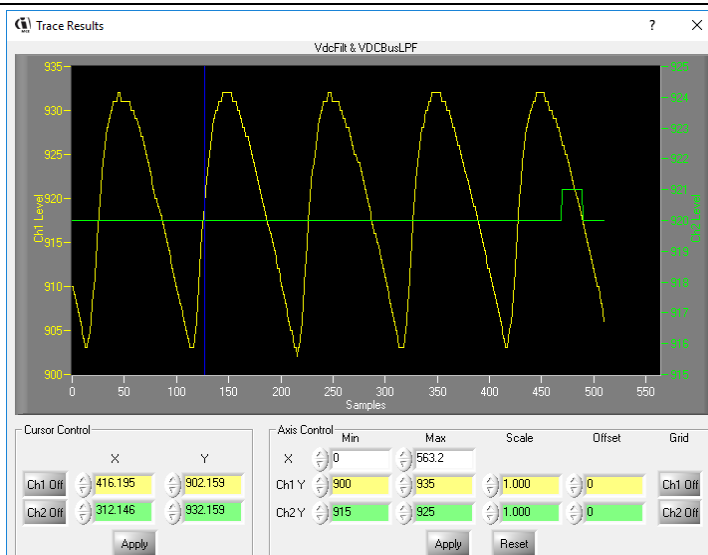 Trace Results
? X
VdcFilt & VDCBusLPF
935
930
925
920
915
910
905
900
Ch1 Level
925
924
923
922
921
920
919
918
917
916
915
Ch2 Level
0 50 100 150 200 250 300 350 400 450 500 550
Samples
Cursor Control
X Y
Ch1 Off 416.195 902.159
Ch2 Off 312.146 932.159
Apply
Axis Control
Min Max Scale Offset Grid
X 0 563.2
Ch1 Y 900 935 1.000 0 Ch1 Off
Ch2 Y 915 925 1.000 0 Ch2 Off
Apply Reset